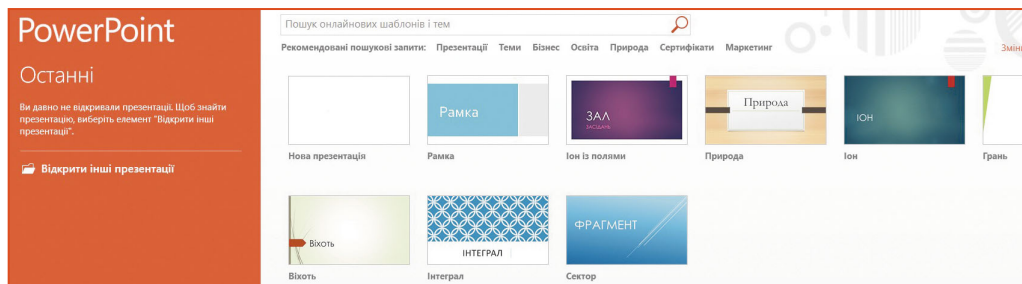 PowerPoint
Останні
Ви давно не відкривали презентації. Щоб знайти
презентацію, виберіть елемент "Відкрити інші
презентації".
Відкрити інші презентації
Пошук онлайнових шаблонів і тем
Рекомендовані пошукові запити: Презентації Теми Бізнес Освіта Природа Сертифікати Маркетинг
Рамка
ЗАЛ
ЗАСІДАНЬ
Природа
ІОН
Нова презентація
Рамка
Іон із полями
Природа
Іон
Грань
Віхоть
ІНТЕГРАЛ
ФРАГМЕНТ
Віхоть
Інтеграл
Сектор